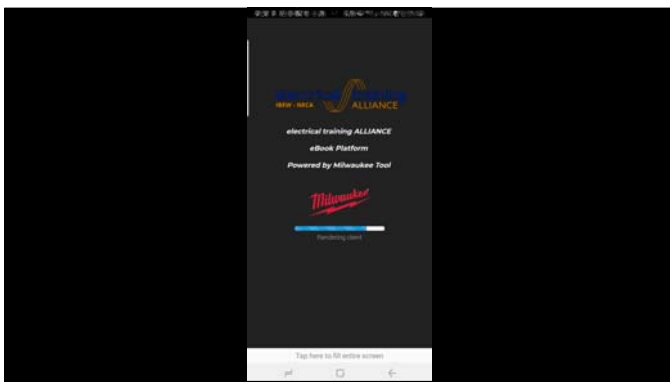 electrical training
IBEW - NECA ALLIANCE
electrical training ALLIANCE
eBook Platform
Powered by Milwaukee Tool
Milwaukee
Rendering client
Tap here to fill entire screen